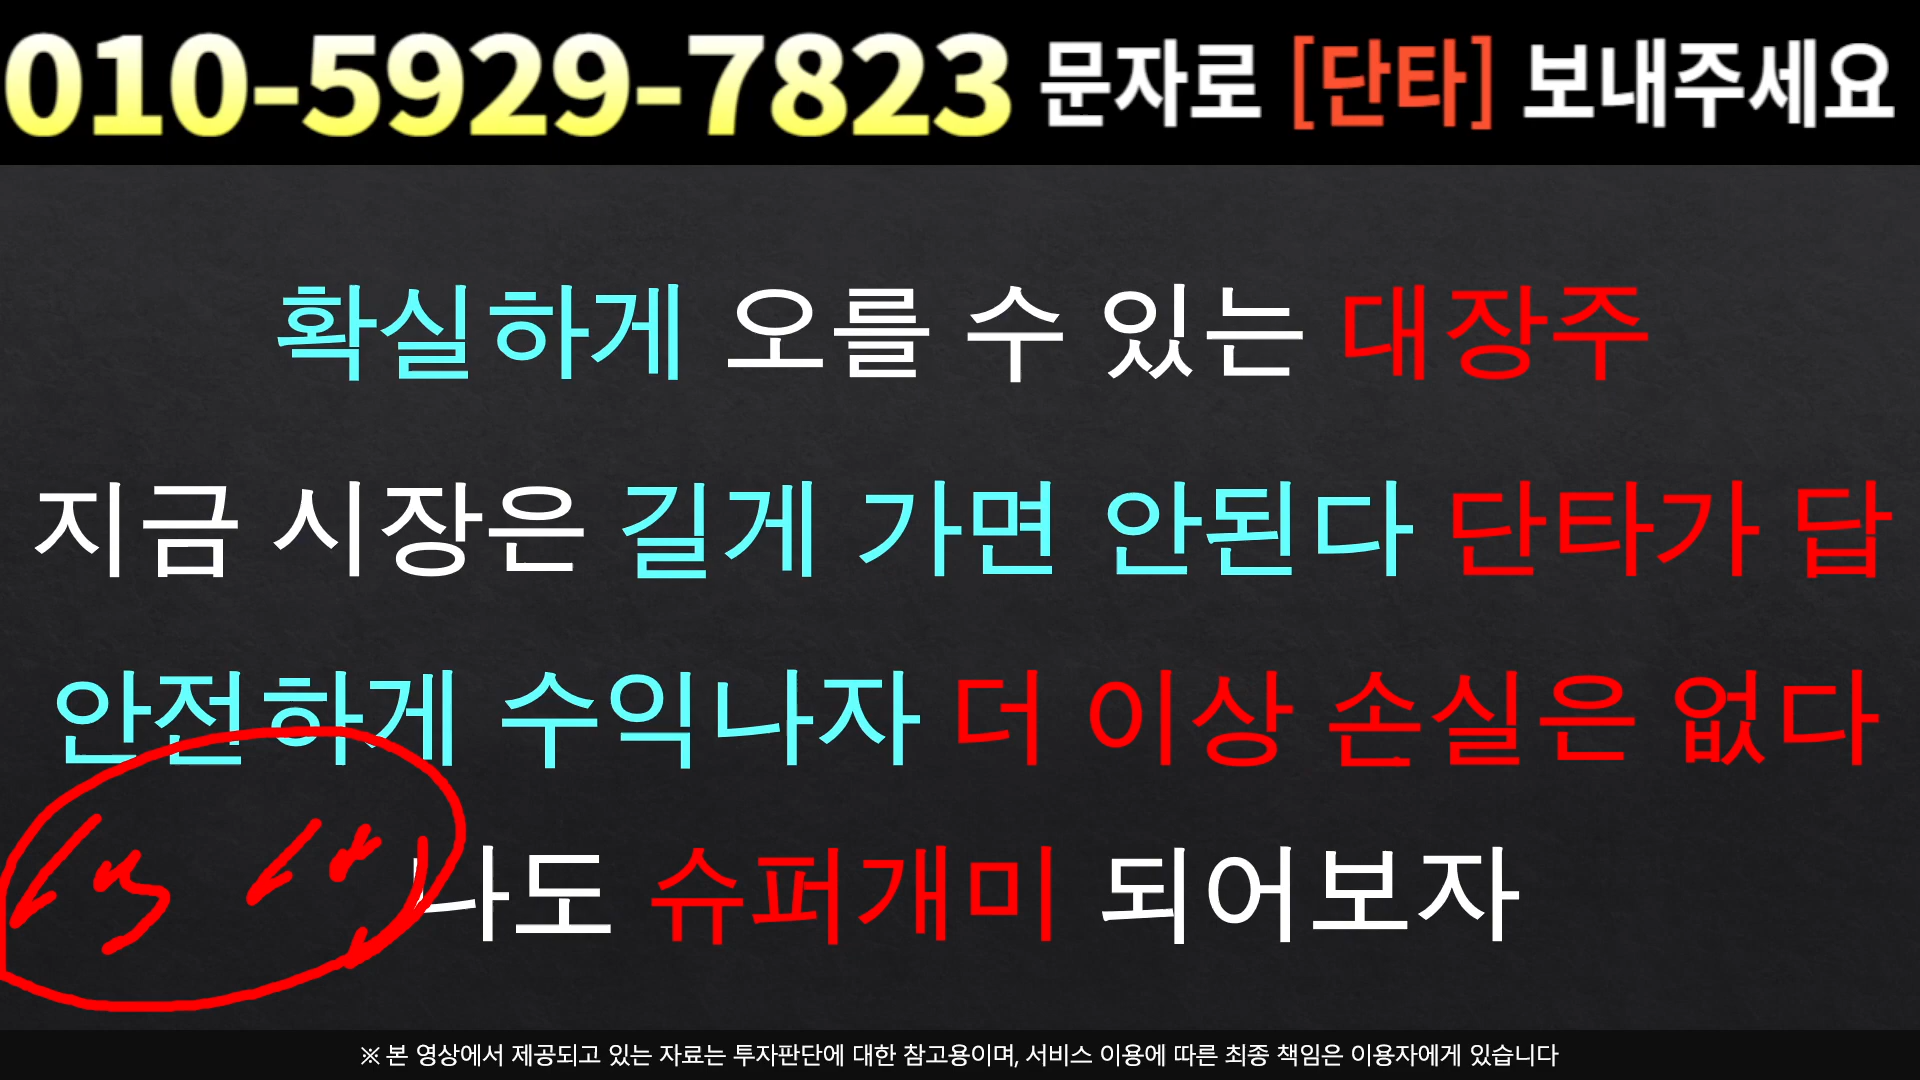 010-5929-7823 문자로 [단타] 보내주세요
확실하게 오를 수 있는 대장주
지금 시장은 길게 가면 안된다 단타가 답
안전하게 수익나자 더 이상 손실은 없다
나도 슈퍼개미 되어보자
※ 본 영상에서 제공되고 있는 자료는 투자판단에 대한 참고용이며, 서비스 이용에 따른 최종 책임은 이용자에게 있습니다